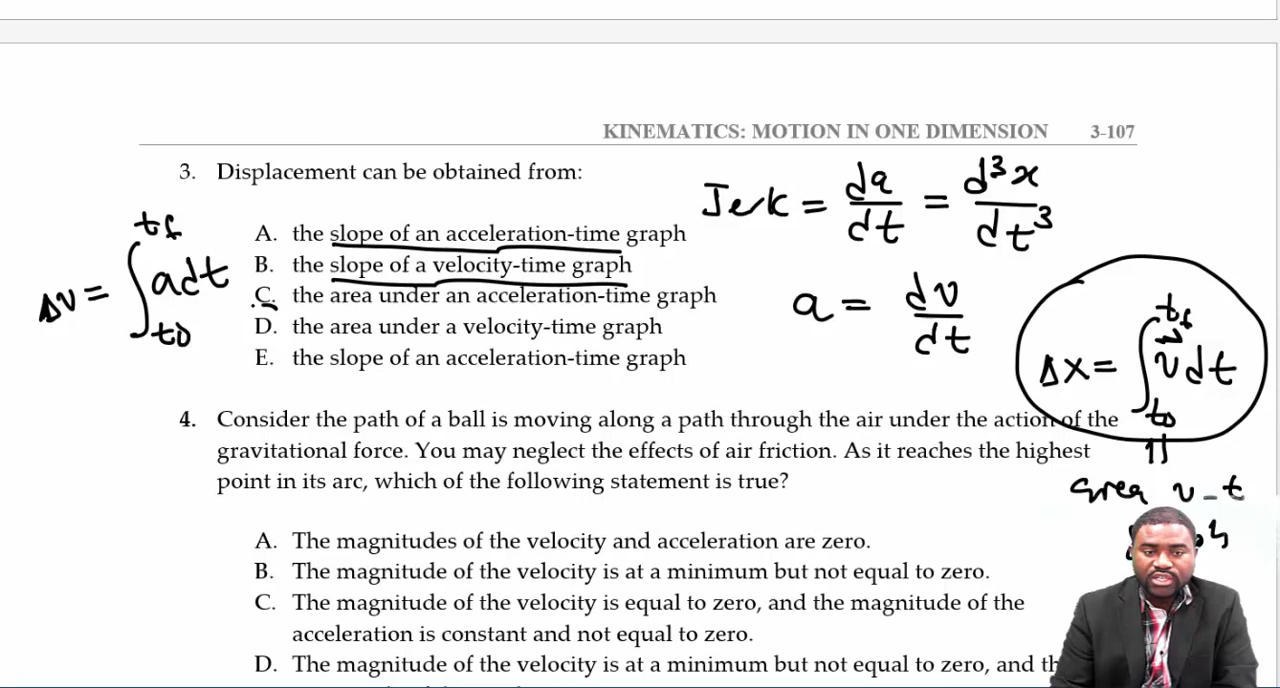 KINEMATICS: MOTION IN ONE DIMENSION 3-107
3. Displacement can be obtained from:
Jerk = da/dt = d³x/dt³
A. the slope of an acceleration-time graph
B. the slope of a velocity-time graph
C. the area under an acceleration-time graph
D. the area under a velocity-time graph
E. the slope of an acceleration-time graph
Δv = ∫ a dt
tf
t0
a = dv/dt
Δx = ∫ v dt
tf
t0
area v-t
4. Consider the path of a ball is moving along a path through the air under the action of the
gravitational force. You may neglect the effects of air friction. As it reaches the highest
point in its arc, which of the following statement is true?
A. The magnitudes of the velocity and acceleration are zero.
B. The magnitude of the velocity is at a minimum but not equal to zero.
C. The magnitude of the velocity is equal to zero, and the magnitude of the
acceleration is constant and not equal to zero.
D. The magnitude of the velocity is at a minimum but not equal to zero, and th